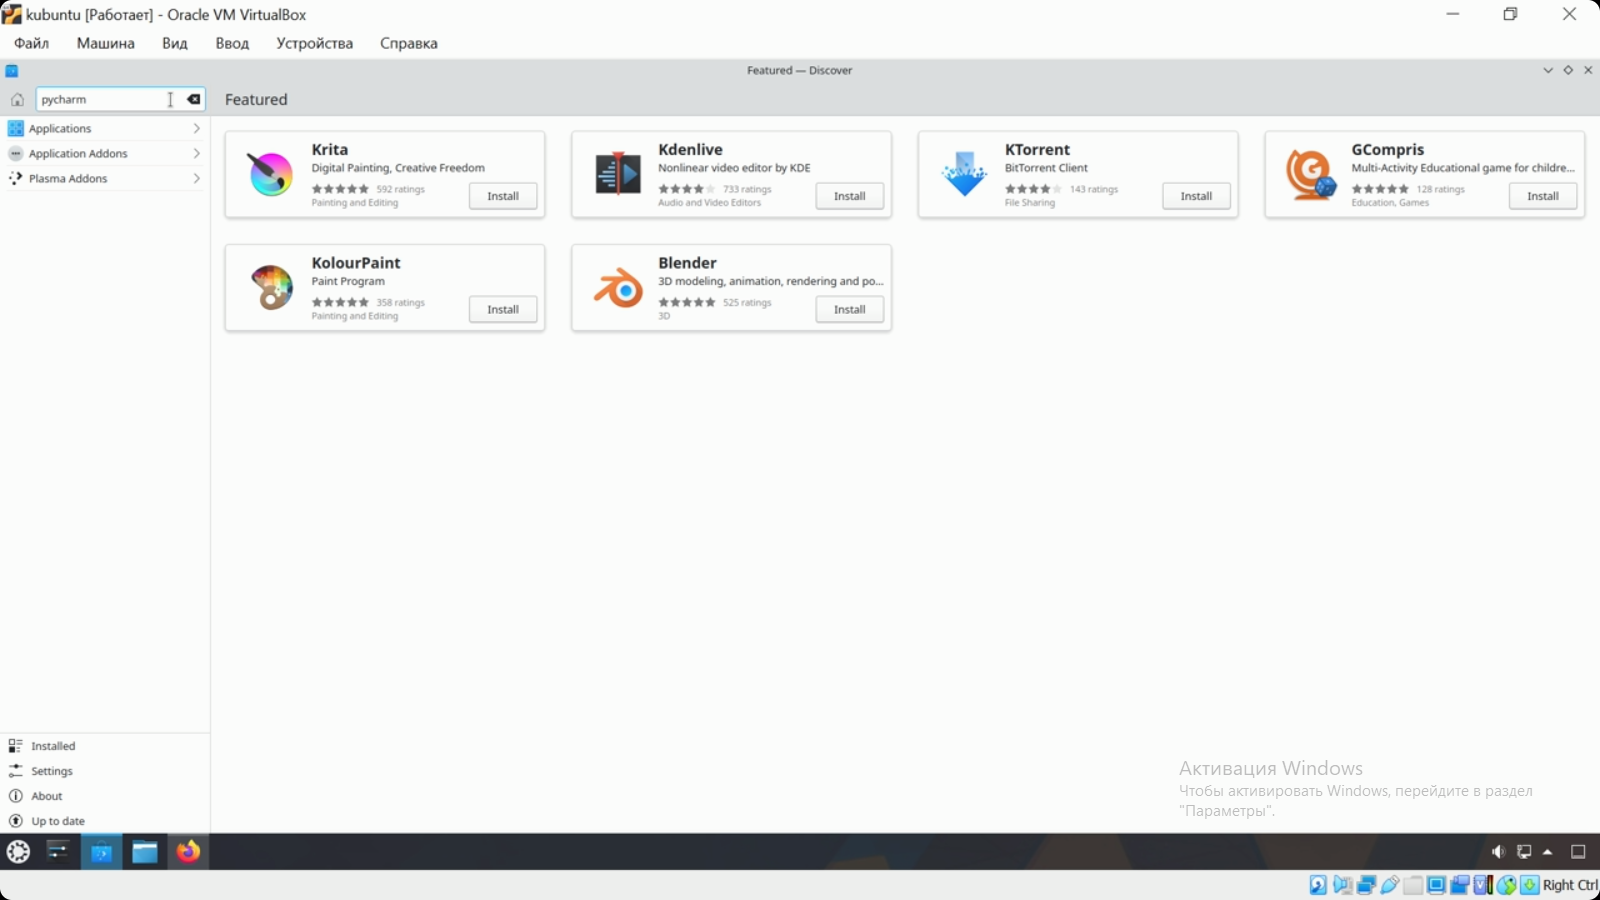 kubuntu [Работает] - Oracle VM VirtualBox
Файл Машина Вид Ввод Устройства Справка
Featured — Discover
pycharm
Featured
Applications
Application Addons
Plasma Addons
Krita
Digital Painting, Creative Freedom
592 ratings
Painting and Editing
Install
Kdenlive
Nonlinear video editor by KDE
733 ratings
Audio and Video Editors
Install
KTorrent
BitTorrent Client
143 ratings
File Sharing
Install
GCompris
Multi-Activity Educational game for childre...
128 ratings
Education, Games
Install
KolourPaint
Paint Program
358 ratings
Painting and Editing
Install
Blender
3D modeling, animation, rendering and po...
525 ratings
3D
Install
Installed
Settings
About
Up to date
Активация Windows
Чтобы активировать Windows, перейдите в раздел
"Параметры".
Right Ctrl